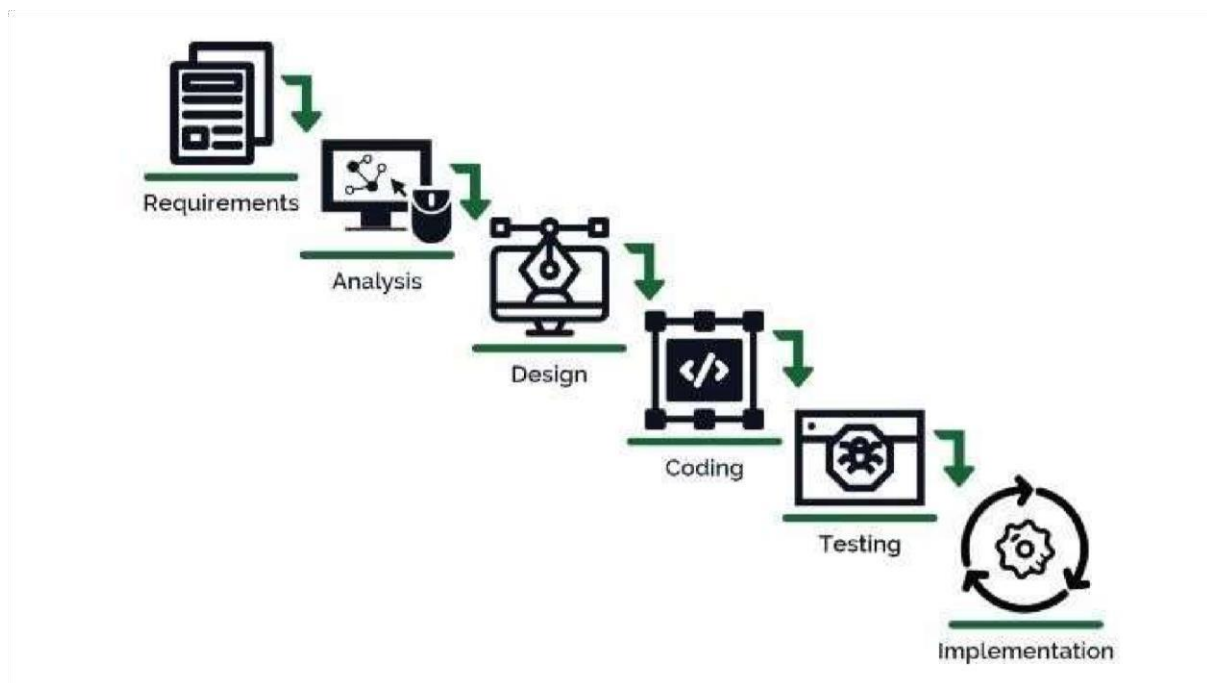 Requirements
Analysis
Design
</>
Coding
Testing
Implementation